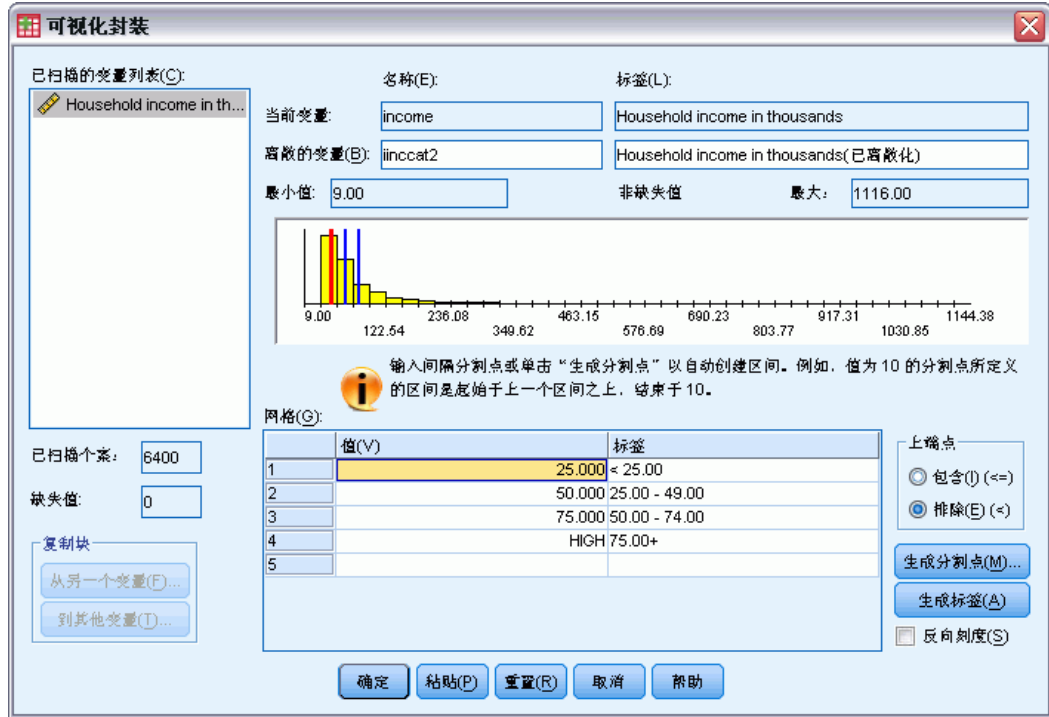 可视化封装
已扫描的变量列表(C):
名称(E):
标签(L):
Household income in th...
当前变量:
income
Household income in thousands
离散的变量(B):
iinccat2
Household income in thousands(已离散化)
最小值:
9.00
非缺失值
最大:
1116.00
9.00
236.08
463.15
690.23
917.31
1144.38
122.54
349.62
576.69
803.77
1030.85
输入间隔分割点或单击“生成分割点”以自动创建区间。例如，值为 10 的分割点所定义
的区间是起始于上一个区间之上，结束于 10。
网格(G):
值(V)
标签
1 25.000 < 25.00
2 50.000 25.00 - 49.00
3 75.000 50.00 - 74.00
4 HIGH 75.00+
5
已扫描个案:
6400
缺失值:
0
复制块
从另一个变量(F)...
到其他变量(T)...
上端点
包含(I) (<=)
排除(E) (<)
生成分割点(M)...
生成标签(A)
反向刻度(S)
确定
粘贴(P)
重置(R)
取消
帮助